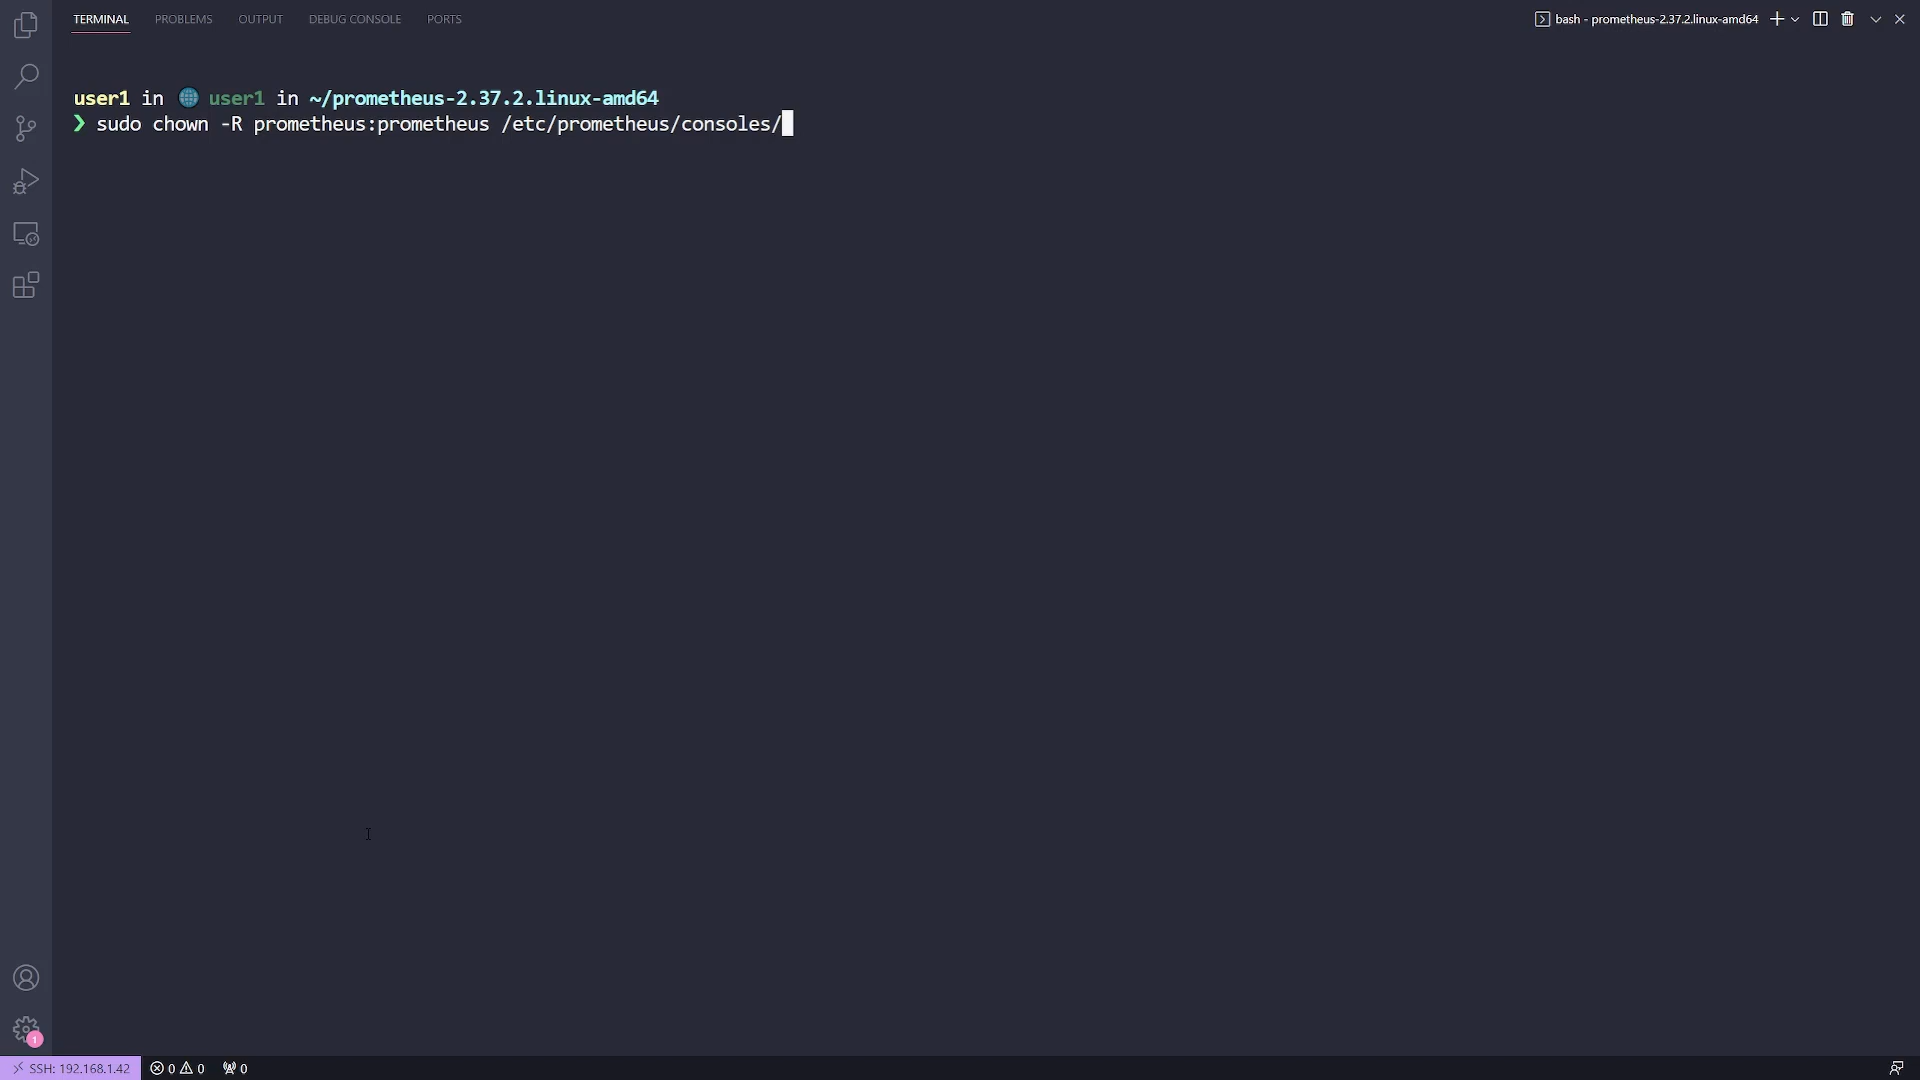 TERMINAL PROBLEMS OUTPUT DEBUG CONSOLE PORTS bash - prometheus-2.37.2.linux-amd64
user1 in user1 in ~/prometheus-2.37.2.linux-amd64
❯ sudo chown -R prometheus:prometheus /etc/prometheus/consoles/
1
SSH: 192.168.1.42 0 0 0